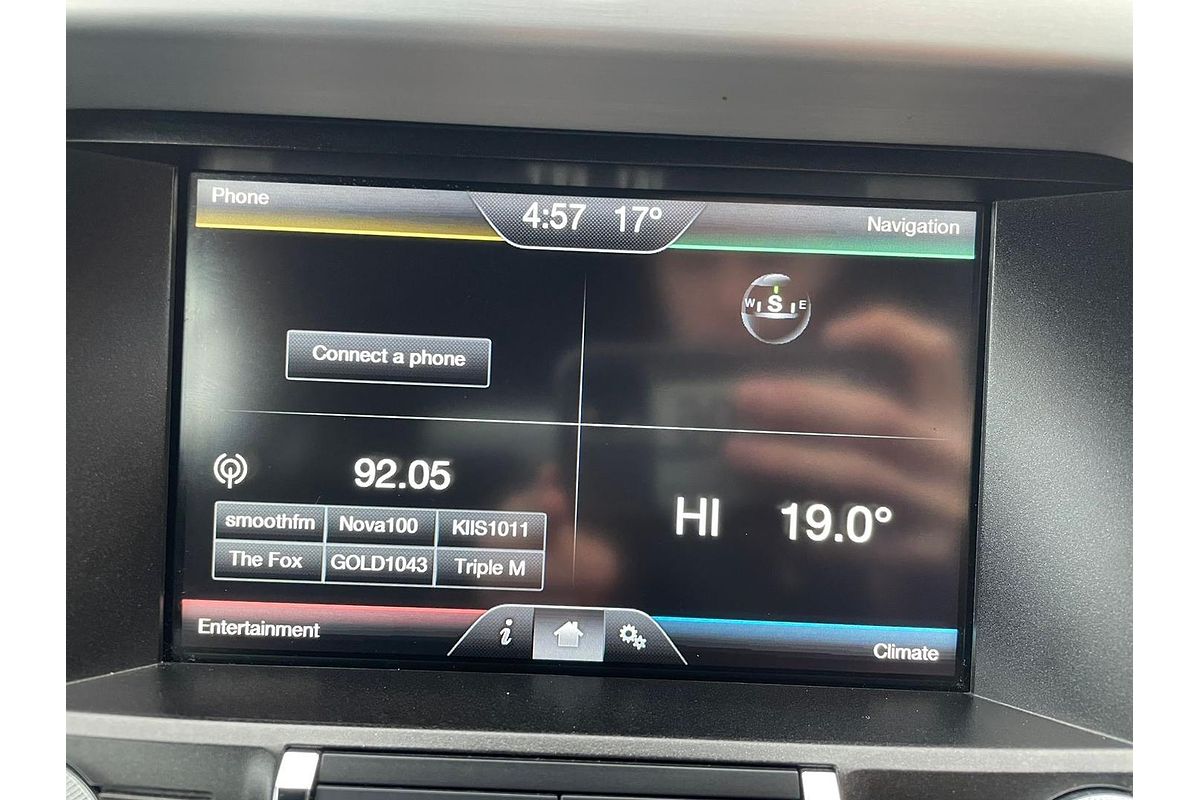 Phone
4:57 17°
Navigation
W S E
Connect a phone
92.05
smoothfm Nova100 KIIS1011
The Fox GOLD1043 Triple M
HI 19.0°
Entertainment
i
Climate